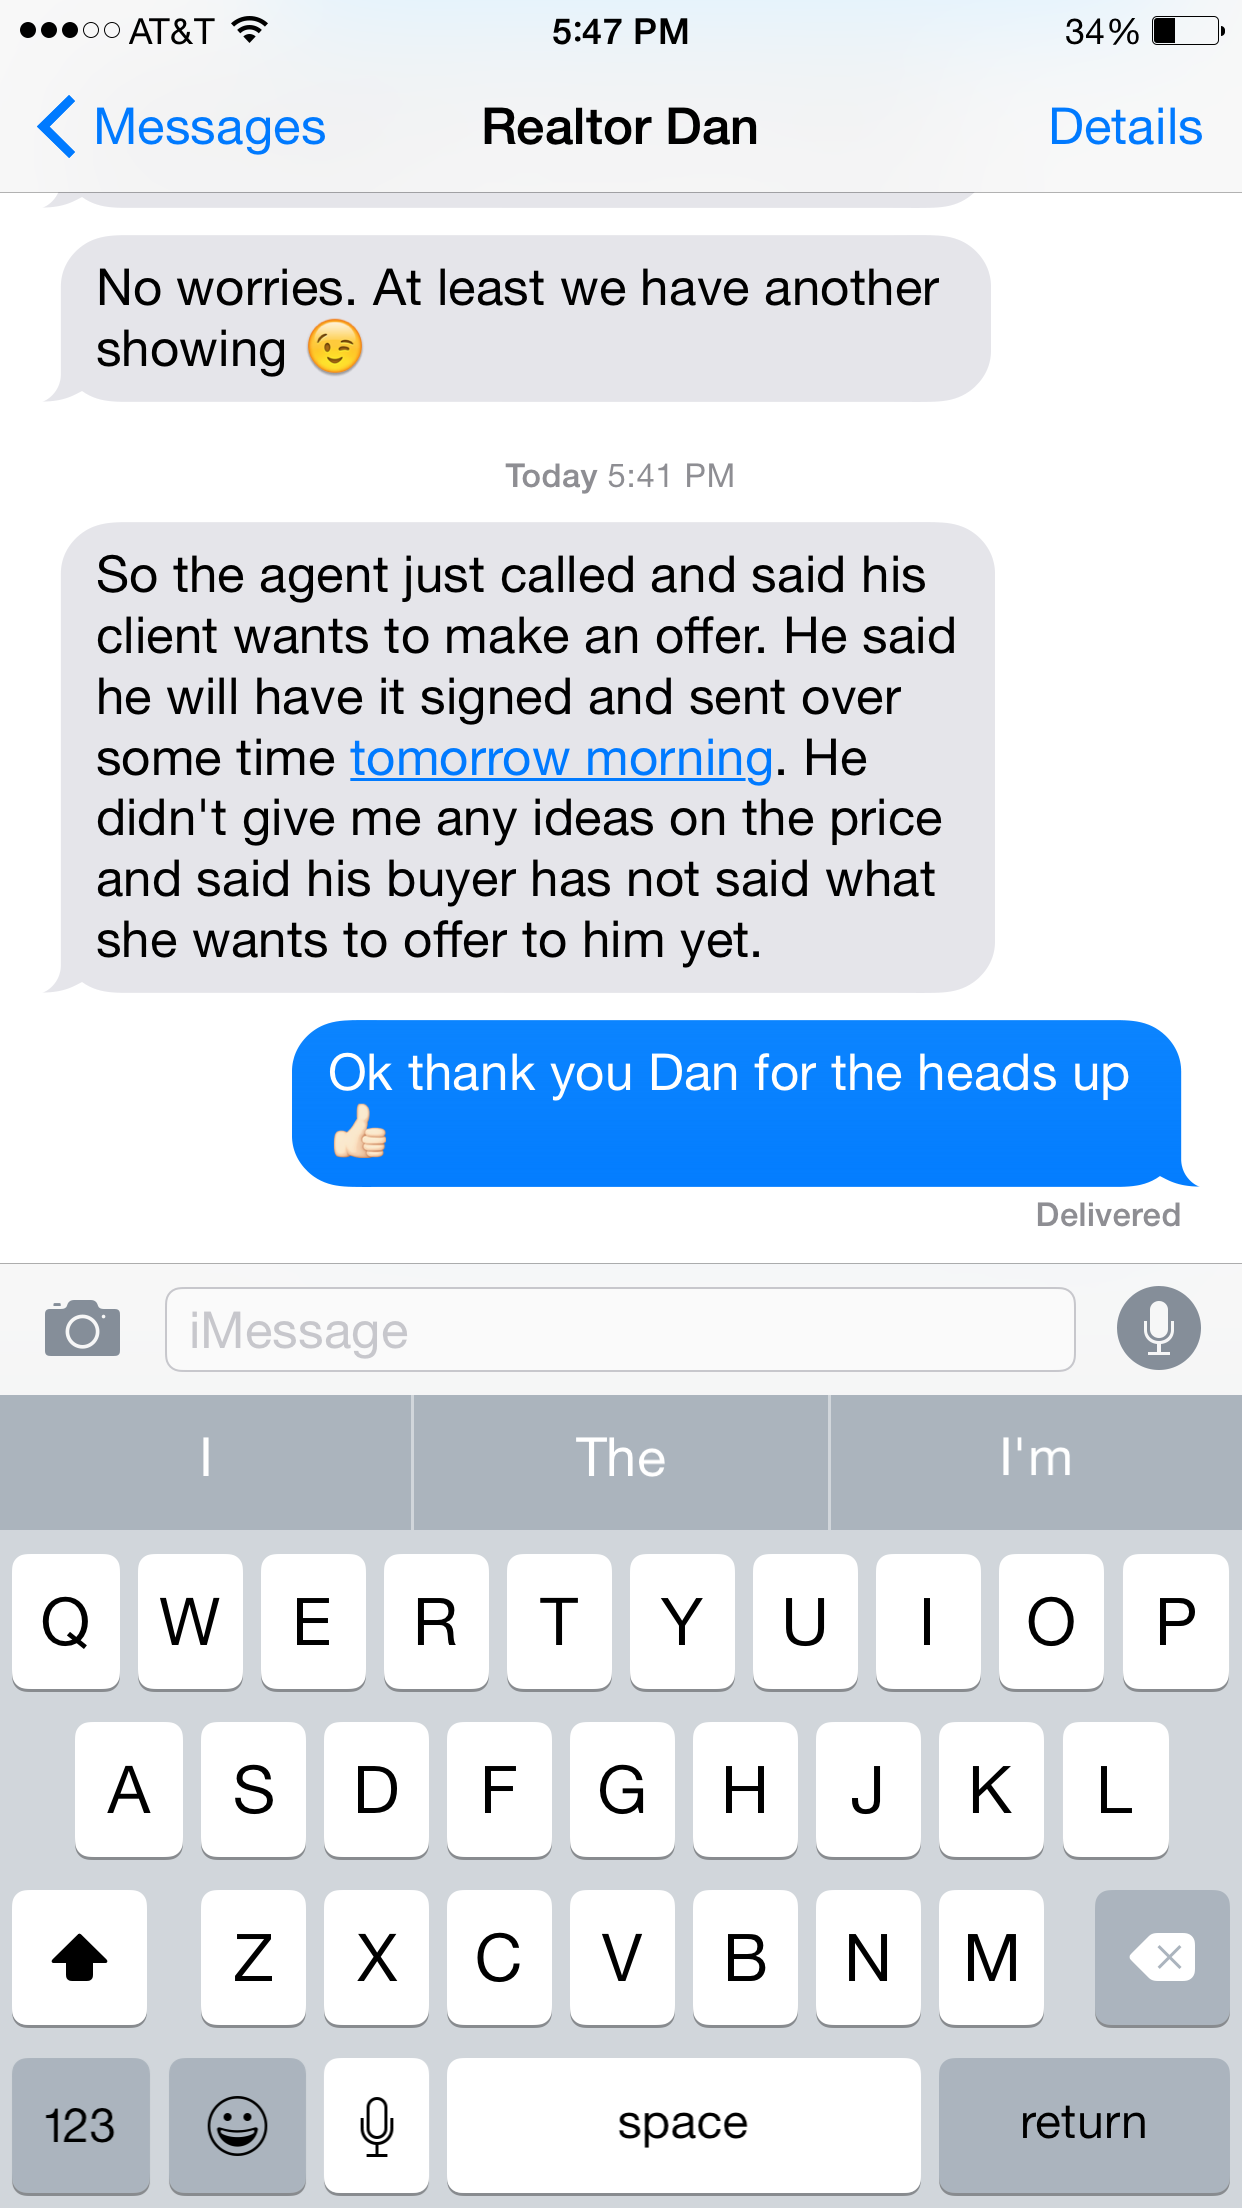 AT&T 5:47 PM 34%
Messages Realtor Dan Details
No worries. At least we have another
showing 😉
Today 5:41 PM
So the agent just called and said his
client wants to make an offer. He said
he will have it signed and sent over
some time tomorrow morning. He
didn't give me any ideas on the price
and said his buyer has not said what
she wants to offer to him yet.
Ok thank you Dan for the heads up
👍🏻
Delivered
iMessage
I The I'm
Q W E R T Y U I O P
A S D F G H J K L
Z X C V B N M
123 space return